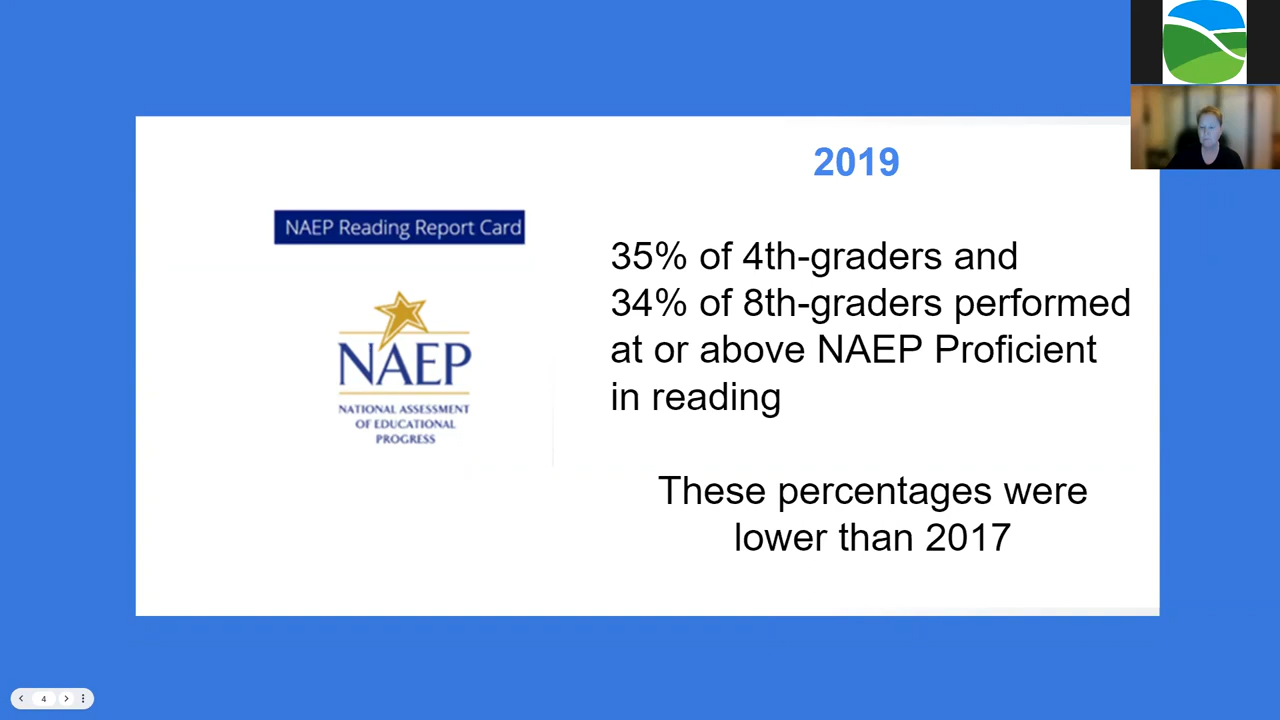 2019
NAEP Reading Report Card
NAEP
NATIONAL ASSESSMENT
OF EDUCATIONAL
PROGRESS
35% of 4th-graders and
34% of 8th-graders performed
at or above NAEP Proficient
in reading
These percentages were
lower than 2017
4